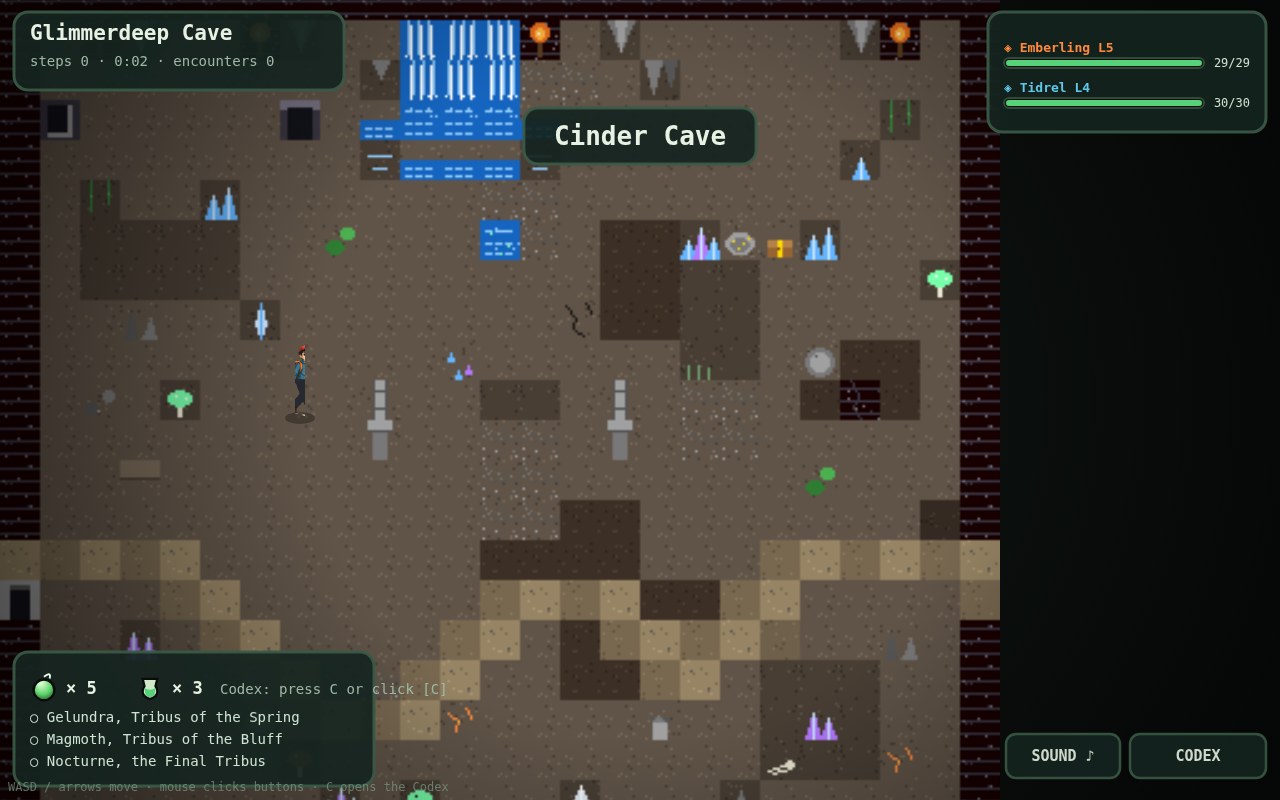 Glimmerdeep Cave
steps 0 · 0:02 · encounters 0
Cinder Cave
◈ Emberling L5
29/29
◈ Tidrel L4
30/30
× 5 × 3 Codex: press C or click [C]
○ Gelundra, Tribus of the Spring
○ Magmoth, Tribus of the Bluff
○ Nocturne, the Final Tribus
WASD / arrows move · mouse clicks buttons · C opens the Codex
SOUND ♪
CODEX